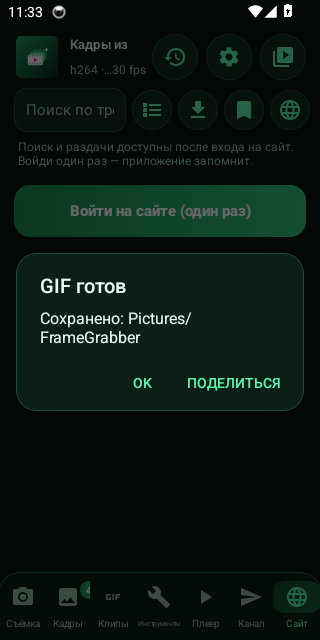 11:33
Кадры из
h264 ·...30 fps
Поиск по
Поиск и раздачи доступны после входа на сайт.
Войди один раз — приложение запомнит.
Войти на сайте (один раз)
GIF готов
Сохранено: Pictures/
FrameGrabber
OK
ПОДЕЛИТЬСЯ
GIF
Съёмка
Кадры
Клипы
Инструменты
Плеер
Канал
Сайт